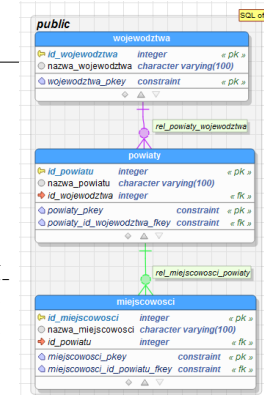 SQL of
public
wojewodztwa
id_wojewodztwa integer « pk »
nazwa_wojewodztwa character varying(100)
wojewodztwa_pkey constraint « pk »
rel_powiaty_wojewodztwa
powiaty
id_powiatu integer « pk »
nazwa_powiatu character varying(100)
id_wojewodztwa integer « fk »
powiaty_pkey constraint « pk »
powiaty_id_wojewodztwa_fkey constraint « fk »
rel_miejscowosci_powiaty
miejscowosci
id_miejscowosci integer « pk »
nazwa_miejscowosci character varying(100)
id_powiatu integer « fk »
miejscowosci_pkey constraint « pk »
miejscowosci_id_powiatu_fkey constraint « fk »